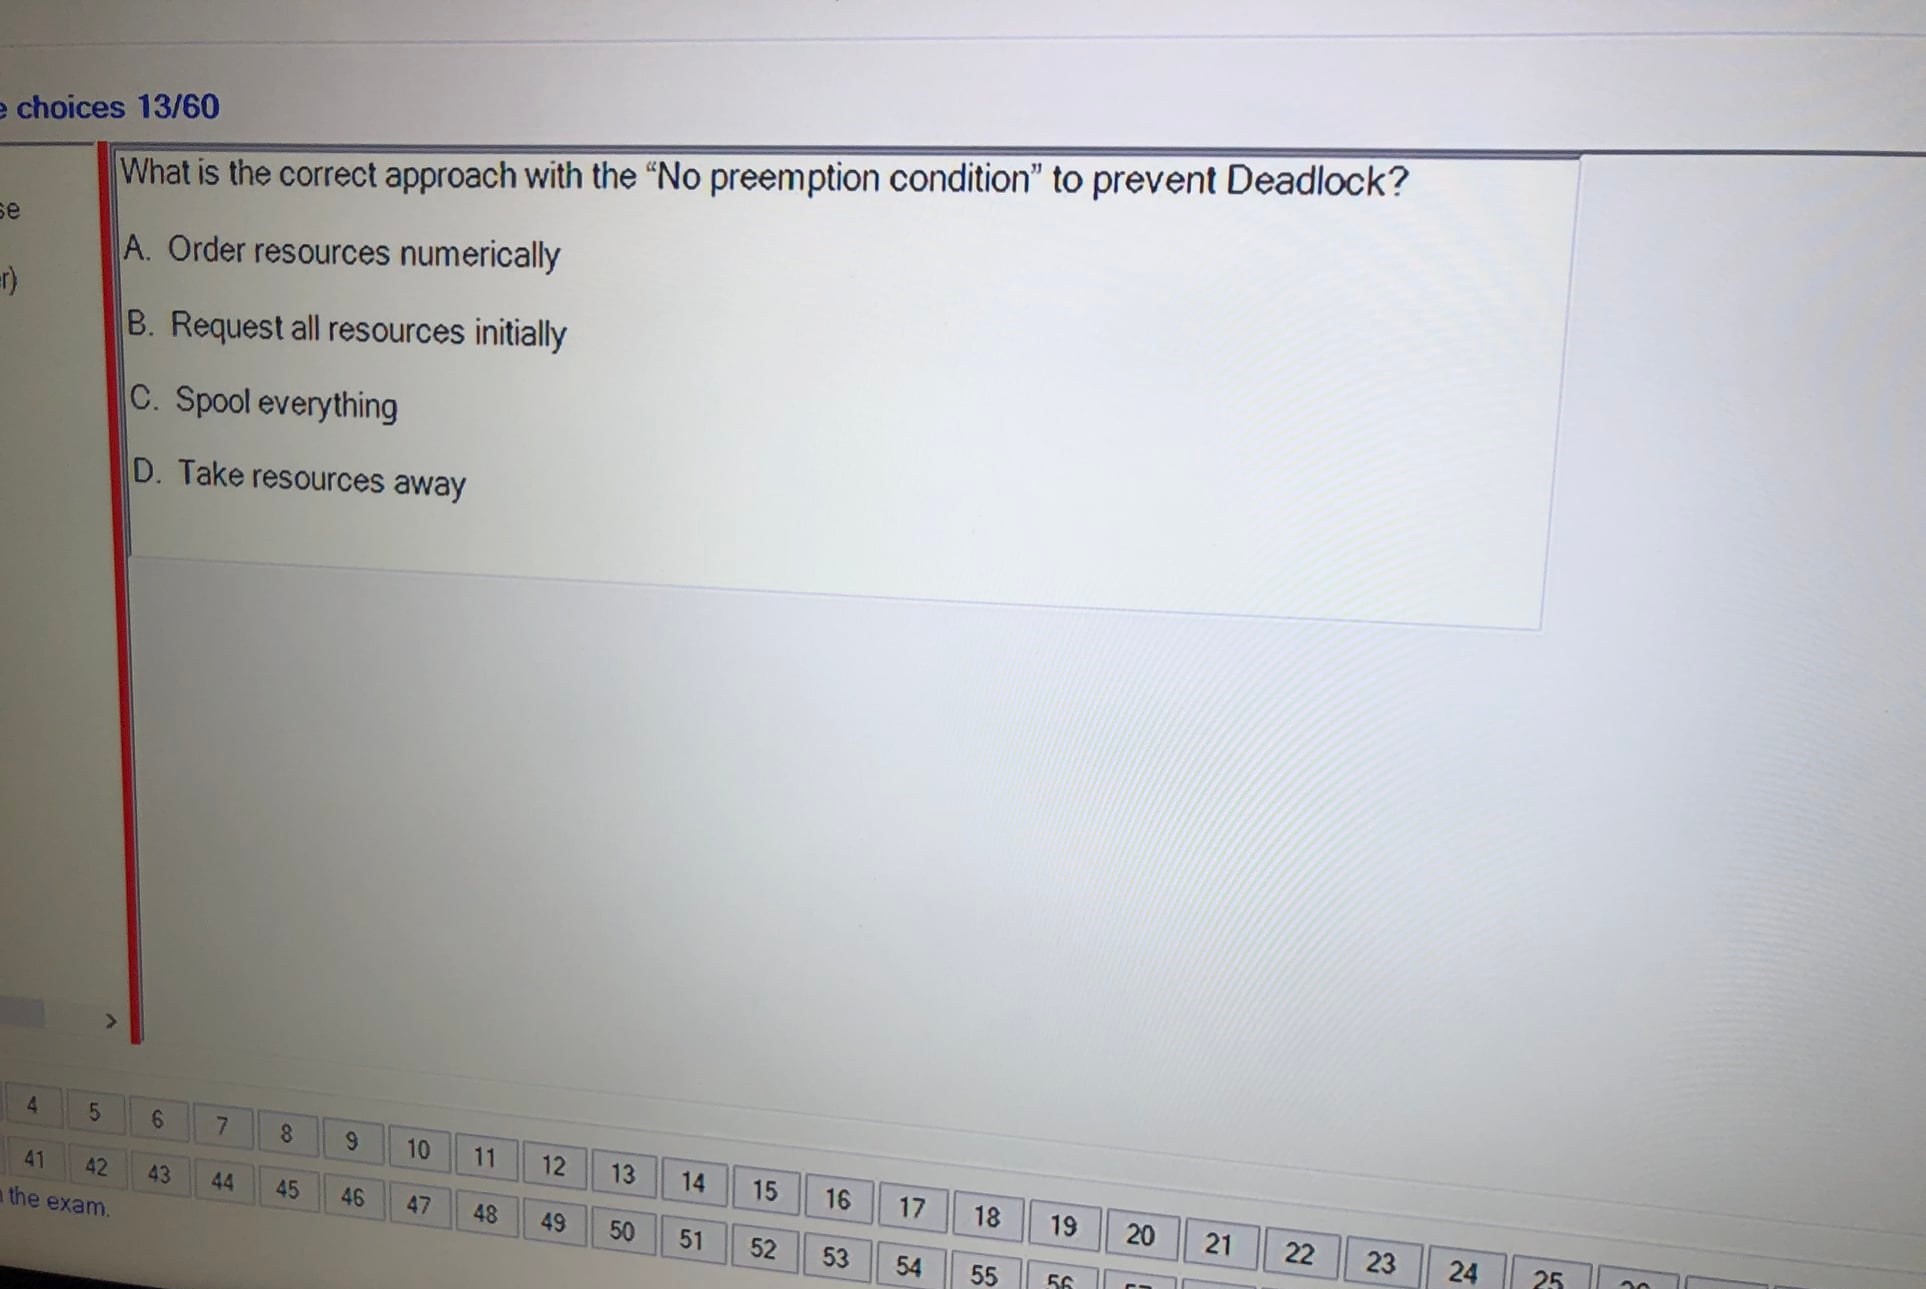 choices 13/60
What is the correct approach with the “No preemption condition” to prevent Deadlock?
A. Order resources numerically
B. Request all resources initially
C. Spool everything
D. Take resources away
>
4 5 6 7 8 9 10 11 12 13 14 15 16 17 18 19 20 21 22 23 24 25
41 42 43 44 45 46 47 48 49 50 51 52 53 54 55 56
the exam.